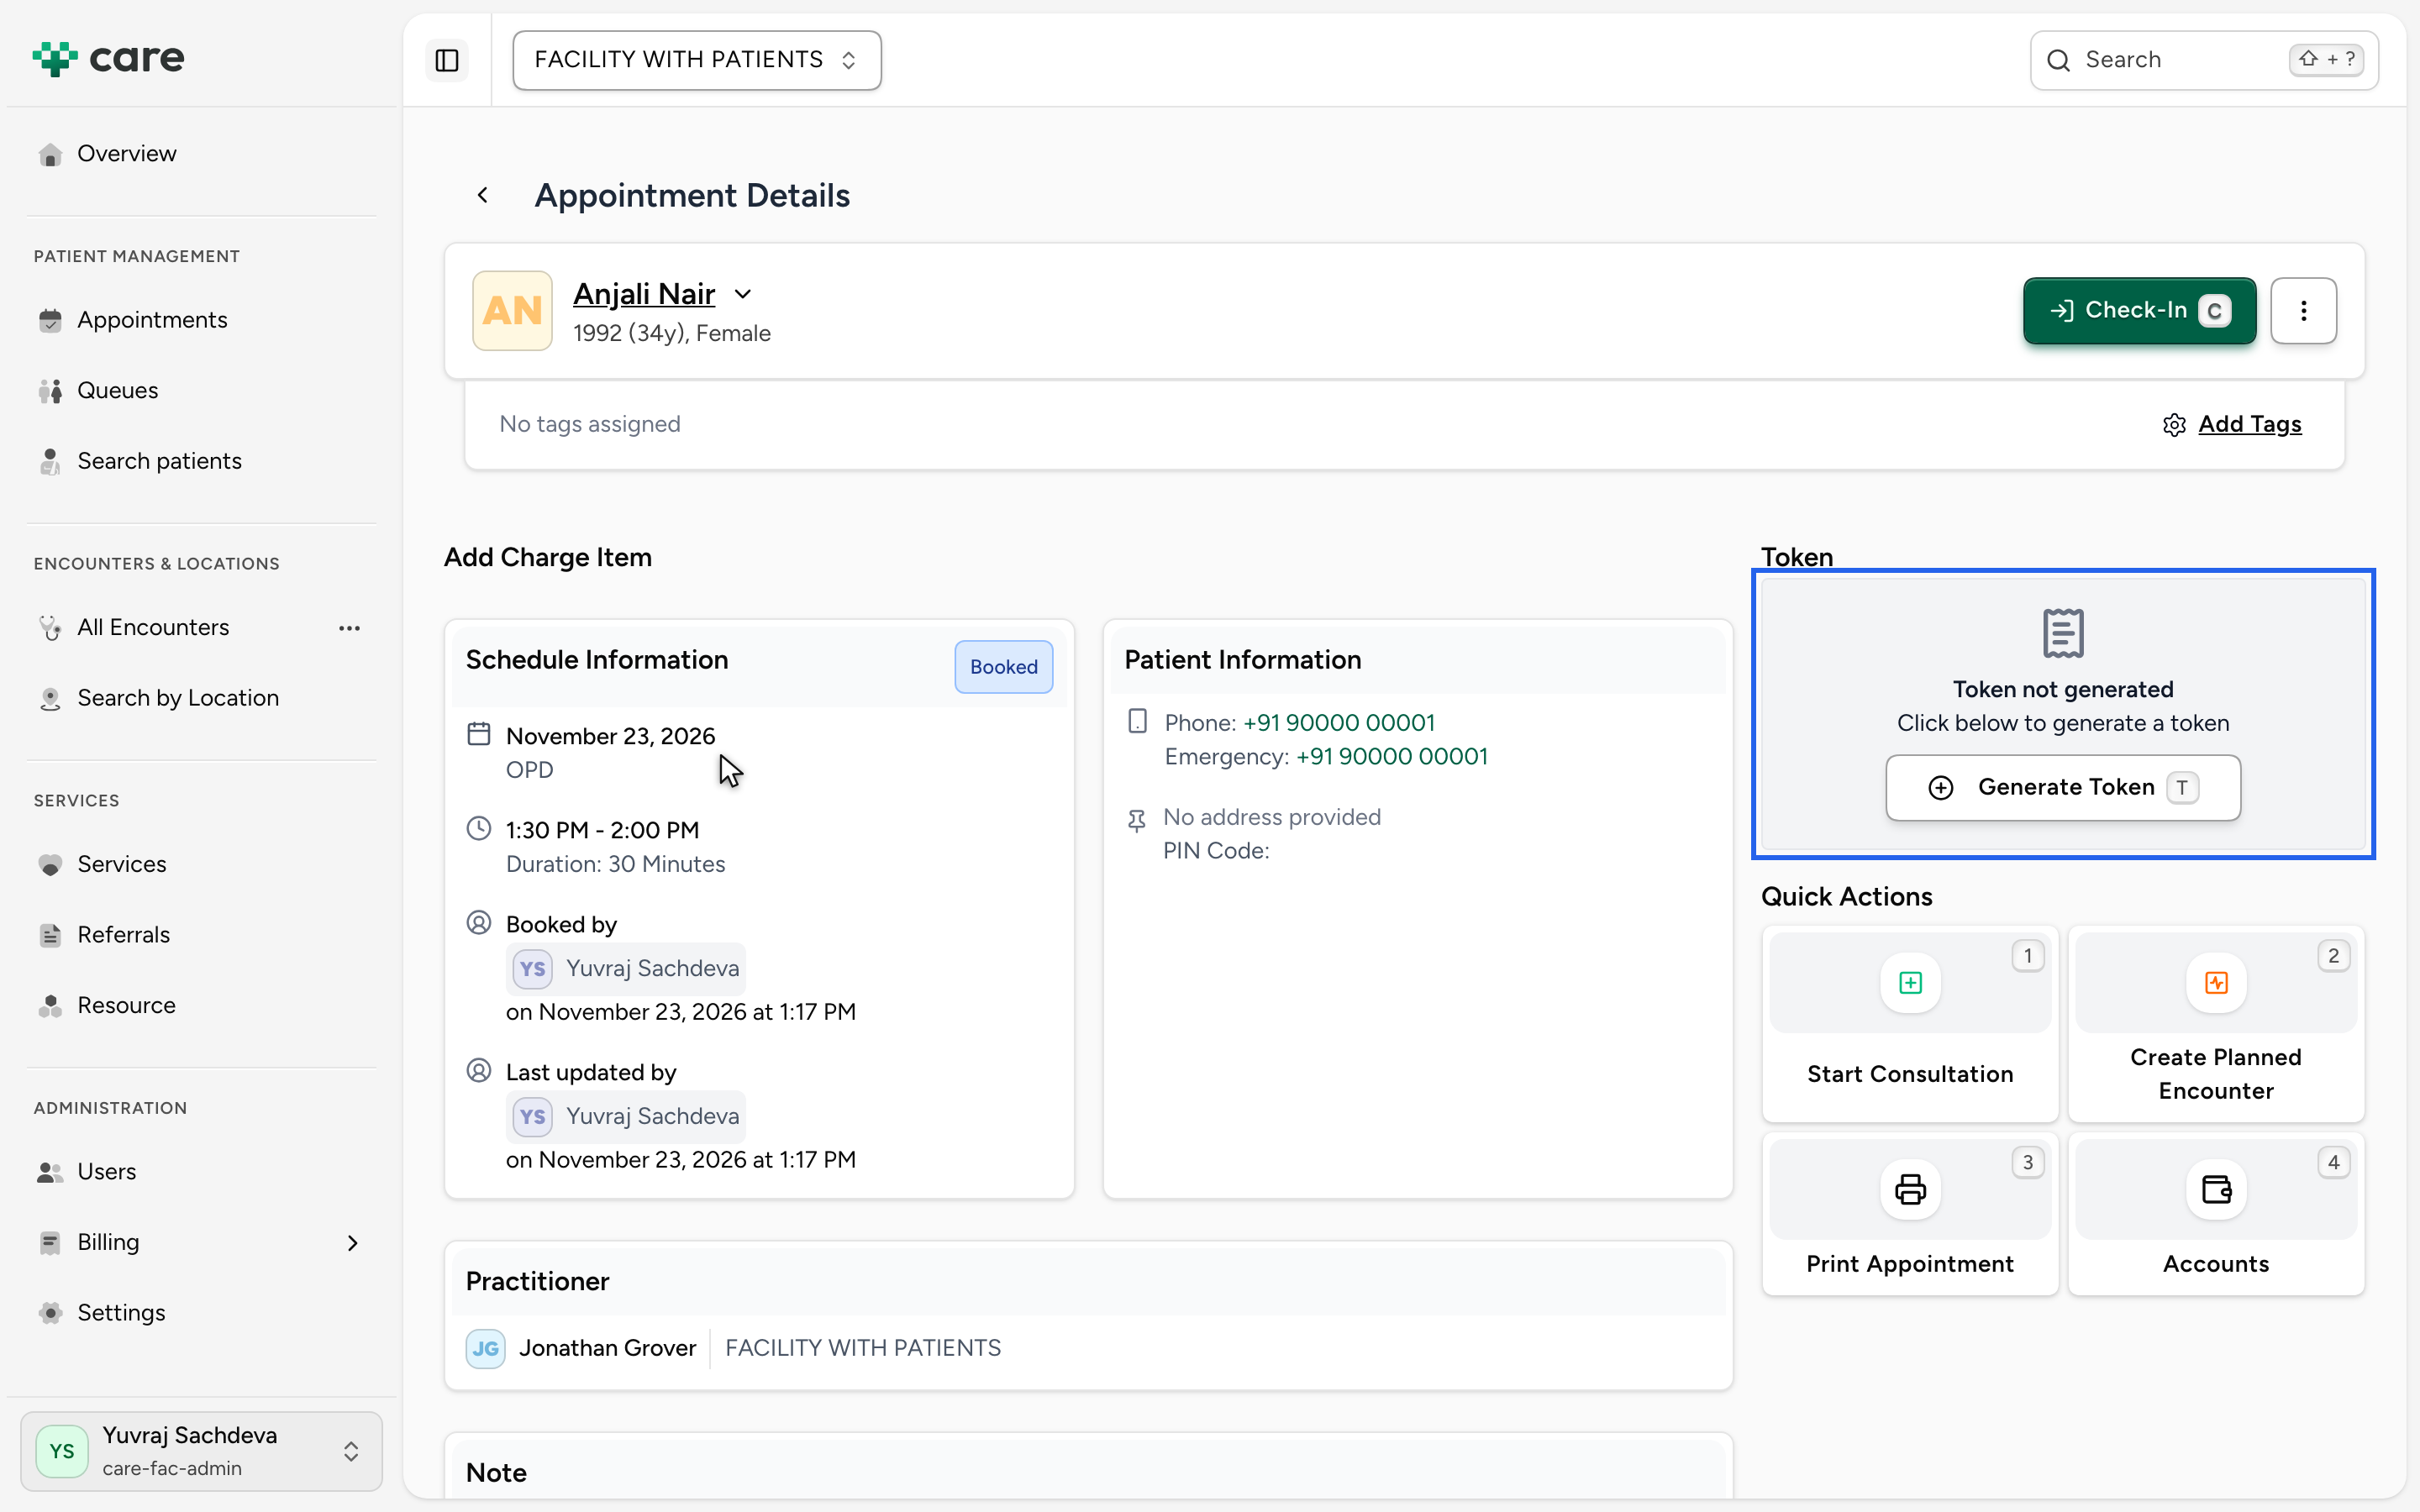 care
FACILITY WITH PATIENTS
Search
+ ?
Overview
PATIENT MANAGEMENT
Appointments
Queues
Search patients
ENCOUNTERS & LOCATIONS
All Encounters
Search by Location
SERVICES
Services
Referrals
Resource
ADMINISTRATION
Users
Billing
Settings
YS
Yuvraj Sachdeva
care-fac-admin
Appointment Details
AN
Anjali Nair
1992 (34y), Female
Check-In C
No tags assigned
Add Tags
Add Charge Item
Schedule Information
Booked
November 23, 2026
OPD
1:30 PM - 2:00 PM
Duration: 30 Minutes
Booked by
YS Yuvraj Sachdeva
on November 23, 2026 at 1:17 PM
Last updated by
YS Yuvraj Sachdeva
on November 23, 2026 at 1:17 PM
Patient Information
Phone: +91 90000 00001
Emergency: +91 90000 00001
No address provided
PIN Code:
Practitioner
JG Jonathan Grover FACILITY WITH PATIENTS
Note
Token
Token not generated
Click below to generate a token
Generate Token T
Quick Actions
1
Start Consultation
2
Create Planned
Encounter
3
Print Appointment
4
Accounts